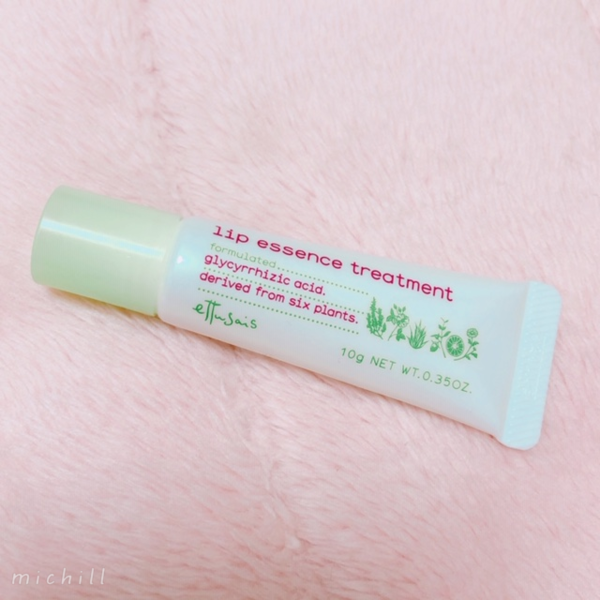 lip essence treatment
formulated
glycyrrhizic acid.
derived from six plants.
ettusais
10g NET WT.0.35OZ.
michill